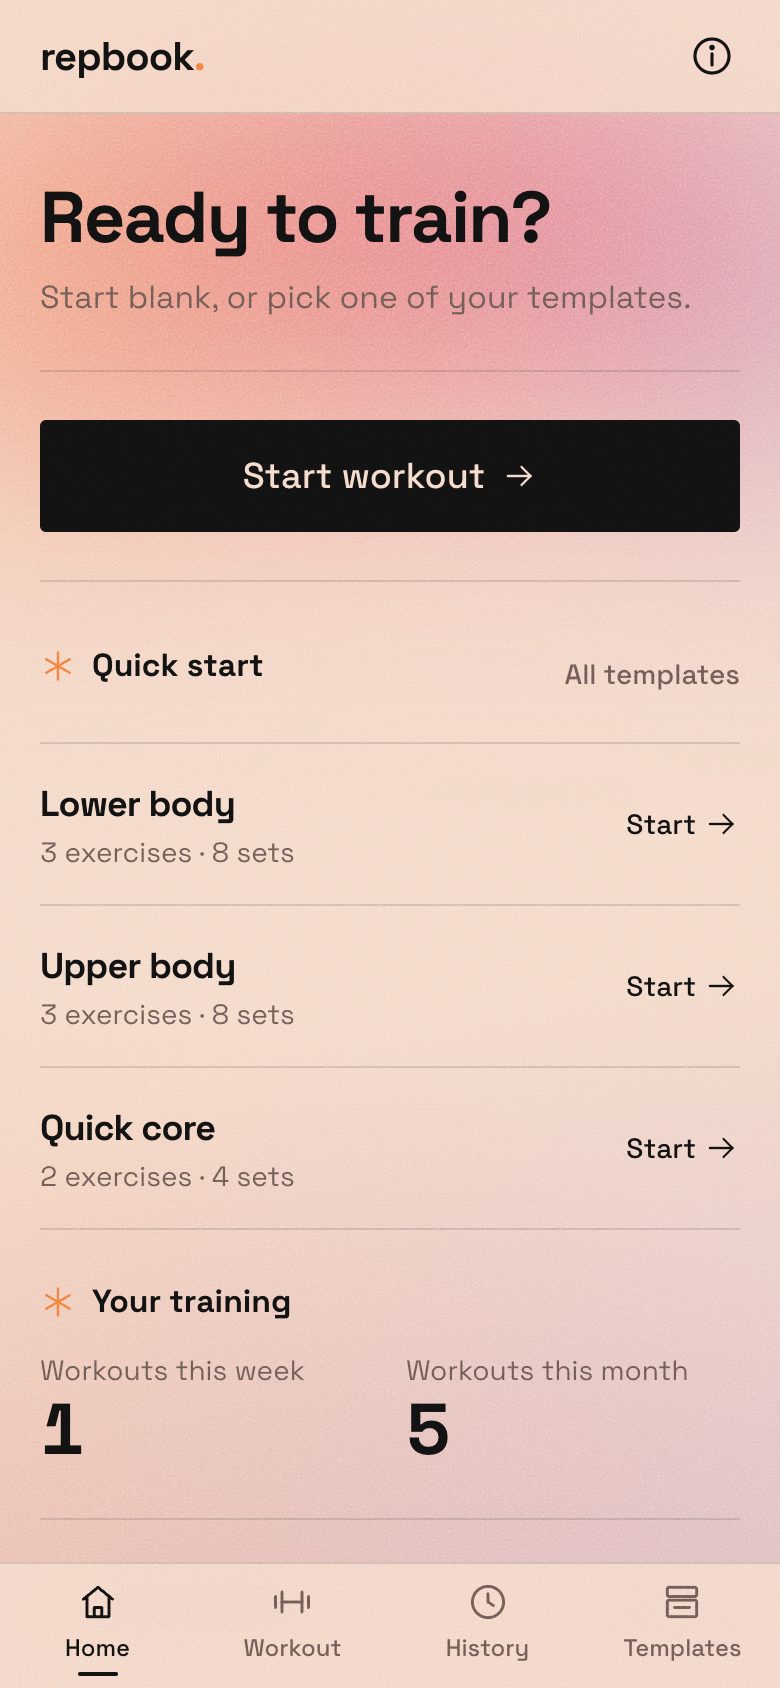 repbook.
Ready to train?
Start blank, or pick one of your templates.
Start workout →
Quick start
All templates
Lower body
3 exercises · 8 sets
Start →
Upper body
3 exercises · 8 sets
Start →
Quick core
2 exercises · 4 sets
Start →
Your training
Workouts this week
1
Workouts this month
5
Home
Workout
History
Templates